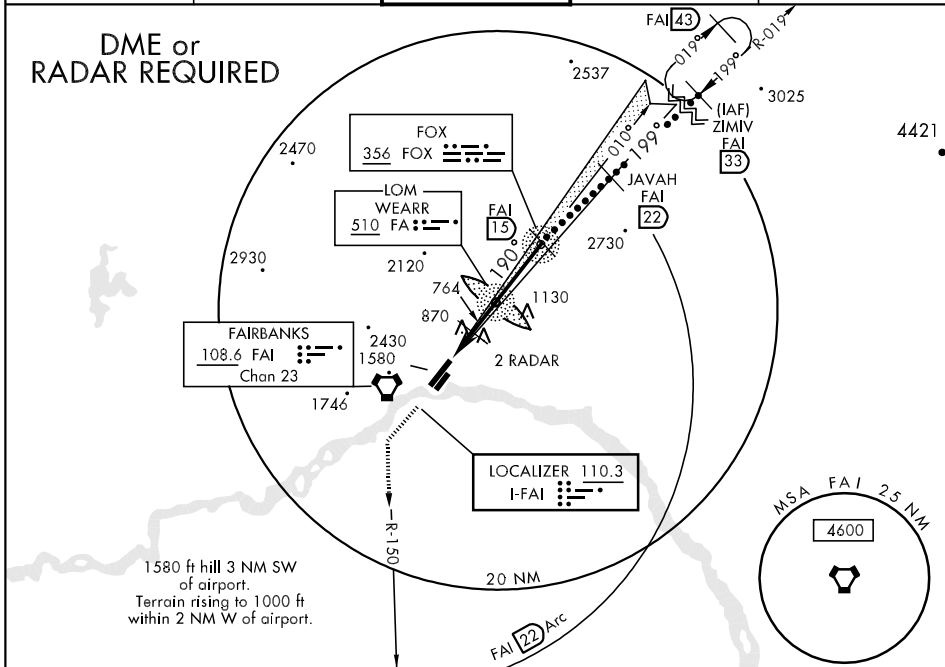 DME or
RADAR REQUIRED
FAI 43
019°
R-019
199°
2537
3025
(IAF)
ZIMIV
FAI
33
4421
FOX
356 FOX
2470
010°
199°
JAVAH
FAI
22
LOM
WEARR
510 FA
FAI
15
190°
2730
2930
2120
764
1130
870
FAIRBANKS
108.6 FAI
Chan 23
2430
1580
2 RADAR
1746
LOCALIZER 110.3
I-FAI
R-150
MSA FAI 25 NM
4600
1580 ft hill 3 NM SW
of airport.
Terrain rising to 1000 ft
within 2 NM W of airport.
20 NM
FAI 22 Arc